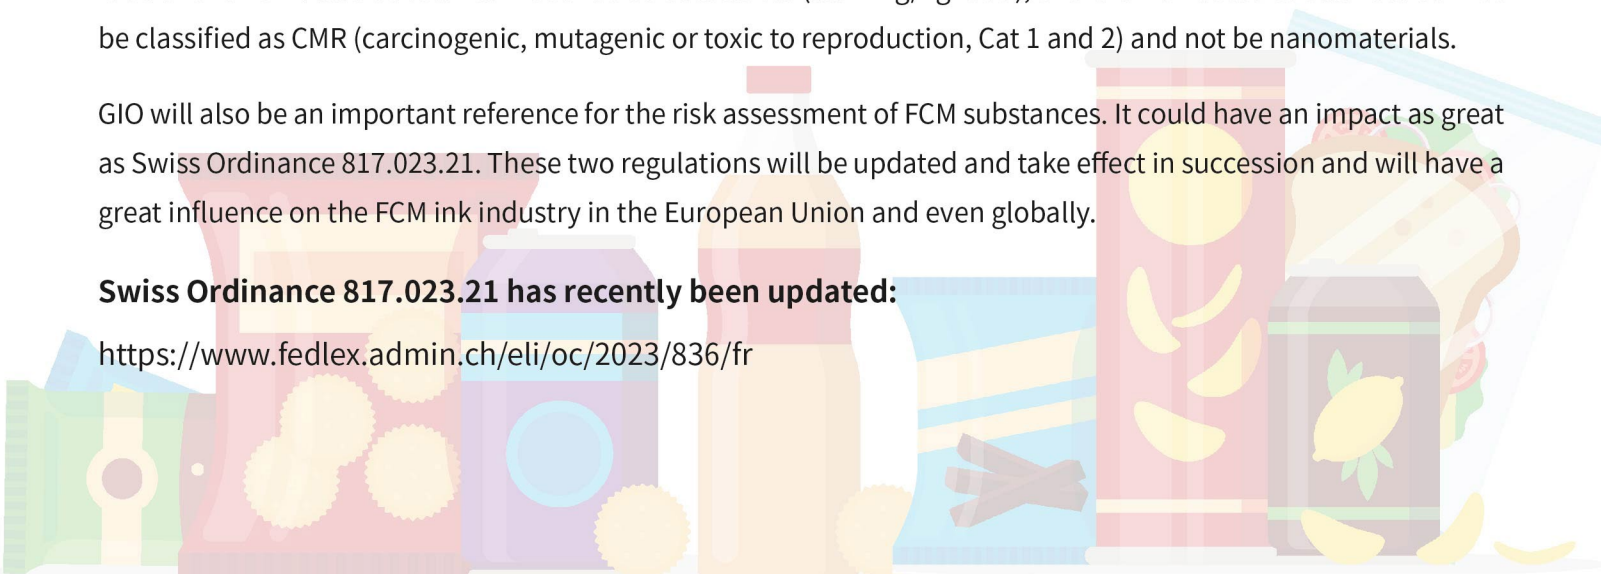 be classified as CMR (carcinogenic, mutagenic or toxic to reproduction, Cat 1 and 2) and not be nanomaterials.
GIO will also be an important reference for the risk assessment of FCM substances. It could have an impact as great
as Swiss Ordinance 817.023.21. These two regulations will be updated and take effect in succession and will have a
great influence on the FCM ink industry in the European Union and even globally.
Swiss Ordinance 817.023.21 has recently been updated:
https://www.fedlex.admin.ch/eli/oc/2023/836/fr